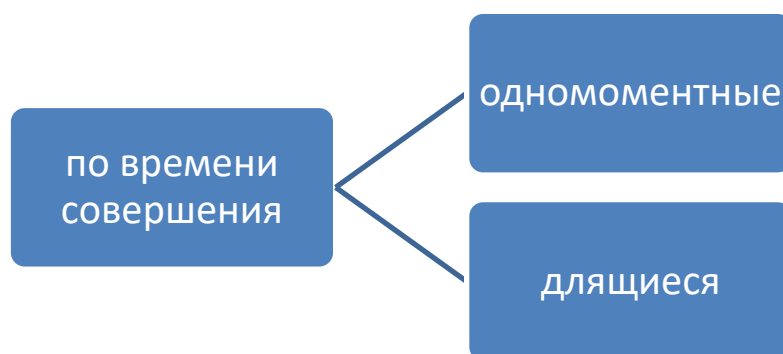 по времени
совершения
одномоментные
длящиеся